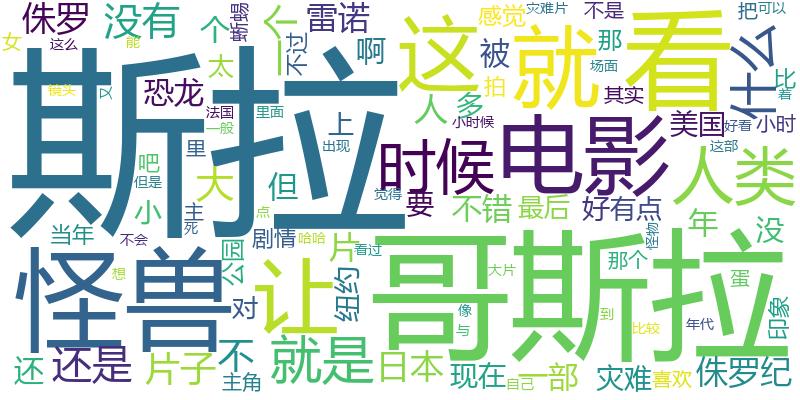 侏罗 没有 个 蜥蜴 一个 雷诺 感觉 灾难片 不是 把 可以
女 这么 能 太 不过 啊 这 被 那 就 看 什么
斯拉 镜头 又 恐龙 法国 一般 里面 上 拍 场面 比 着
吧 但是 里 小时候 人 多 其实 美国 好看 小时
大 但 出现 时候 电影 这部 人类
小 主 死 觉得 要 不错 最后 好有点 年 没
当年 不会 点 哈哈 剧情 片 看过 公园 怪物 那个
怪兽 想 让 对 纽约 哥斯拉 大片 蛋 印象
像 与 到 比较 年代
还 还是 片子 不 主角 就是 日本 现在 自己 一部 灾难 喜欢 侏罗纪